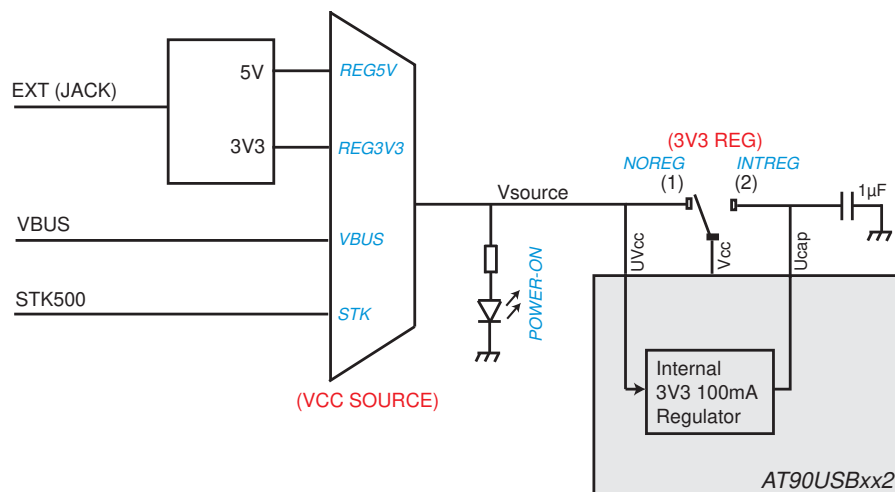 5V
REG5V
EXT (JACK)
3V3
REG3V3
(3V3 REG)
NOREG
INTREG
(1)
(2)
1µF
Vsource
VBUS
VBUS
UVcc
Vcc
Ucap
STK500
STK
POWER-ON
Internal
3V3 100mA
Regulator
(VCC SOURCE)
AT90USBxx2